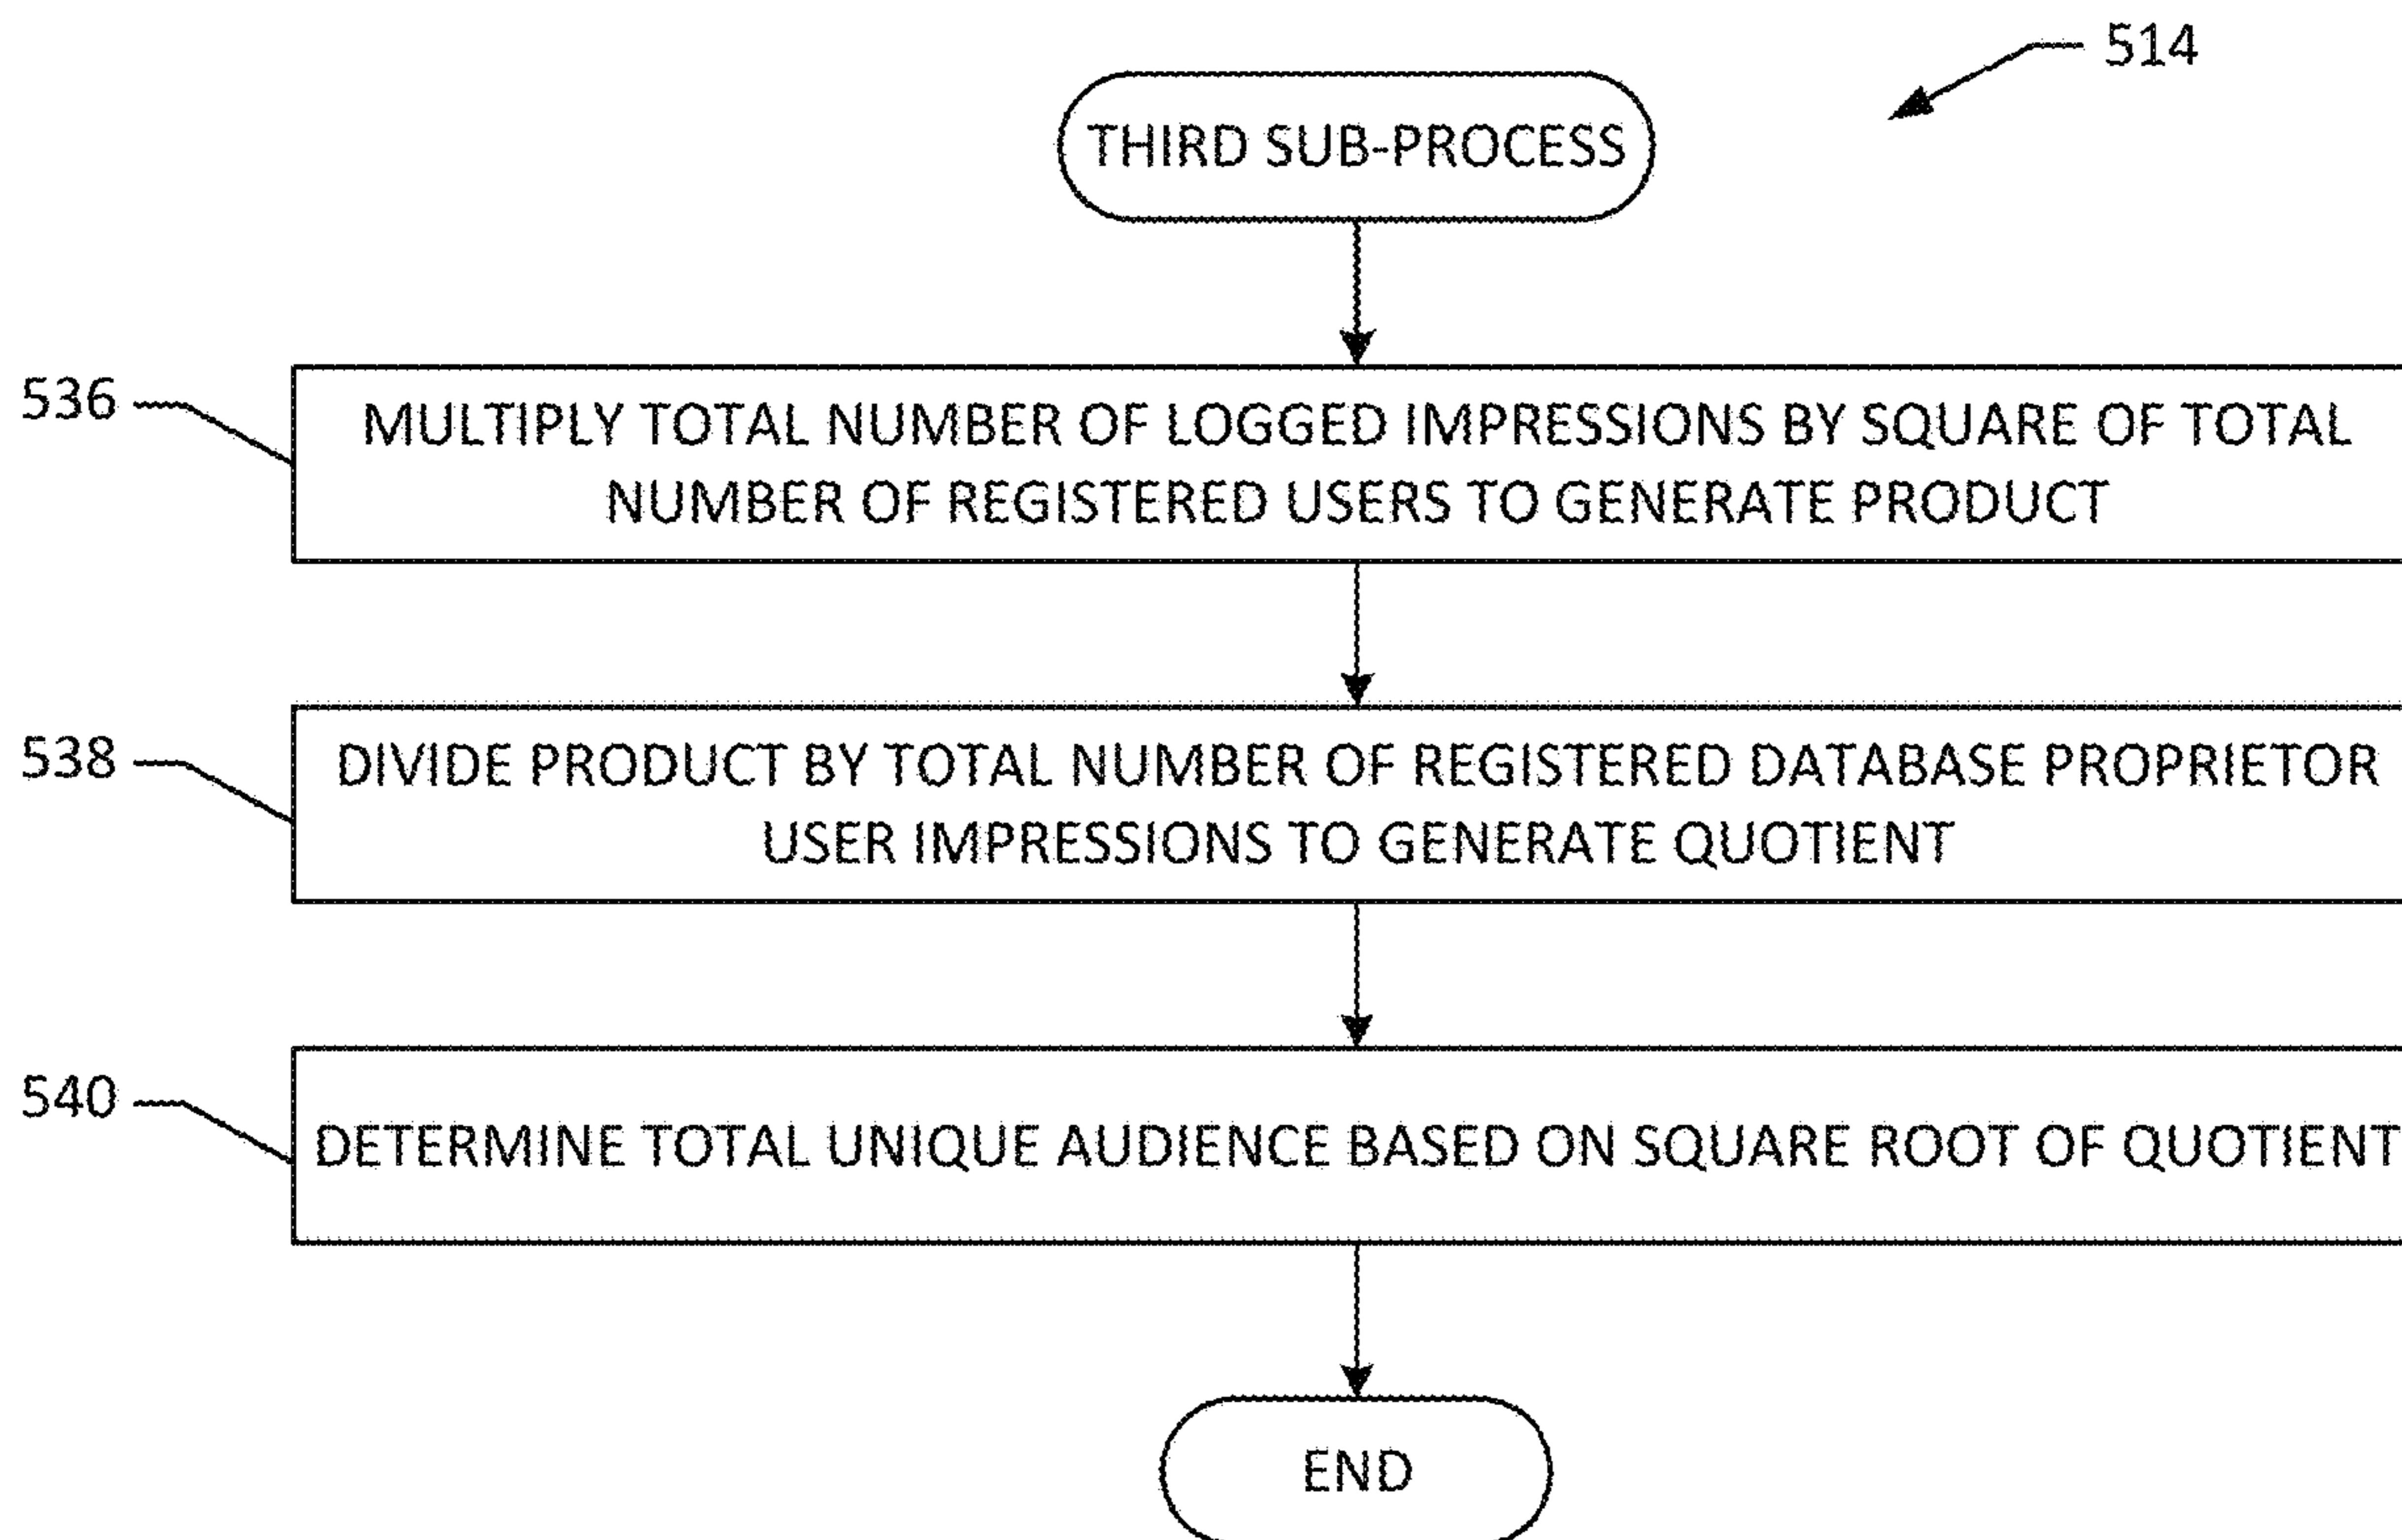 514
THIRD SUB-PROCESS
536
MULTIPLY TOTAL NUMBER OF LOGGED IMPRESSIONS BY SQUARE OF TOTAL
NUMBER OF REGISTERED USERS TO GENERATE PRODUCT
538
DIVIDE PRODUCT BY TOTAL NUMBER OF REGISTERED DATABASE PROPRIETOR
USER IMPRESSIONS TO GENERATE QUOTIENT
540
DETERMINE TOTAL UNIQUE AUDIENCE BASED ON SQUARE ROOT OF QUOTIENT
END